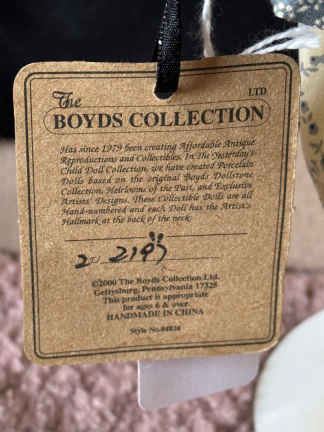 The LTD
BOYDS COLLECTION
Has since 1979 been creating Affordable Antique
Reproductions and Collectibles. In The Yesterday's
Child Doll Collection, we have created Porcelain
Dolls based on the original Boyds Dollstone
Collection, Heirlooms of the Past, and Exclusive
Artists' Designs. These Collectible Dolls are all
Hand-numbered and each Doll has the Artist's
Hallmark at the back of the neck.
©2000 The Boyds Collection Ltd.
Gettysburg, Pennsylvania 17325
This product is appropriate
for ages 6 & over.
HANDMADE IN CHINA
Style No.